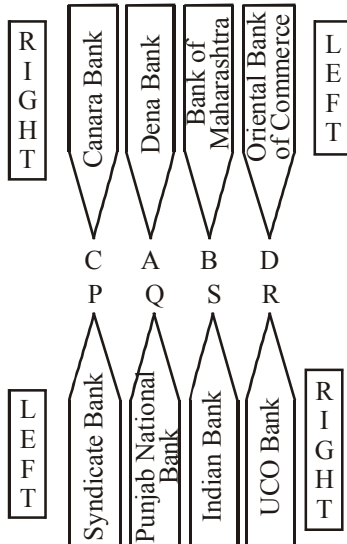 RIGHT
Canara Bank
Dena Bank
Bank of
Maharashtra
Oriental Bank
of Commerce
LEFT
C A B D
P Q S R
LEFT
Syndicate Bank
Punjab National
Bank
Indian Bank
UCO Bank
RIGHT